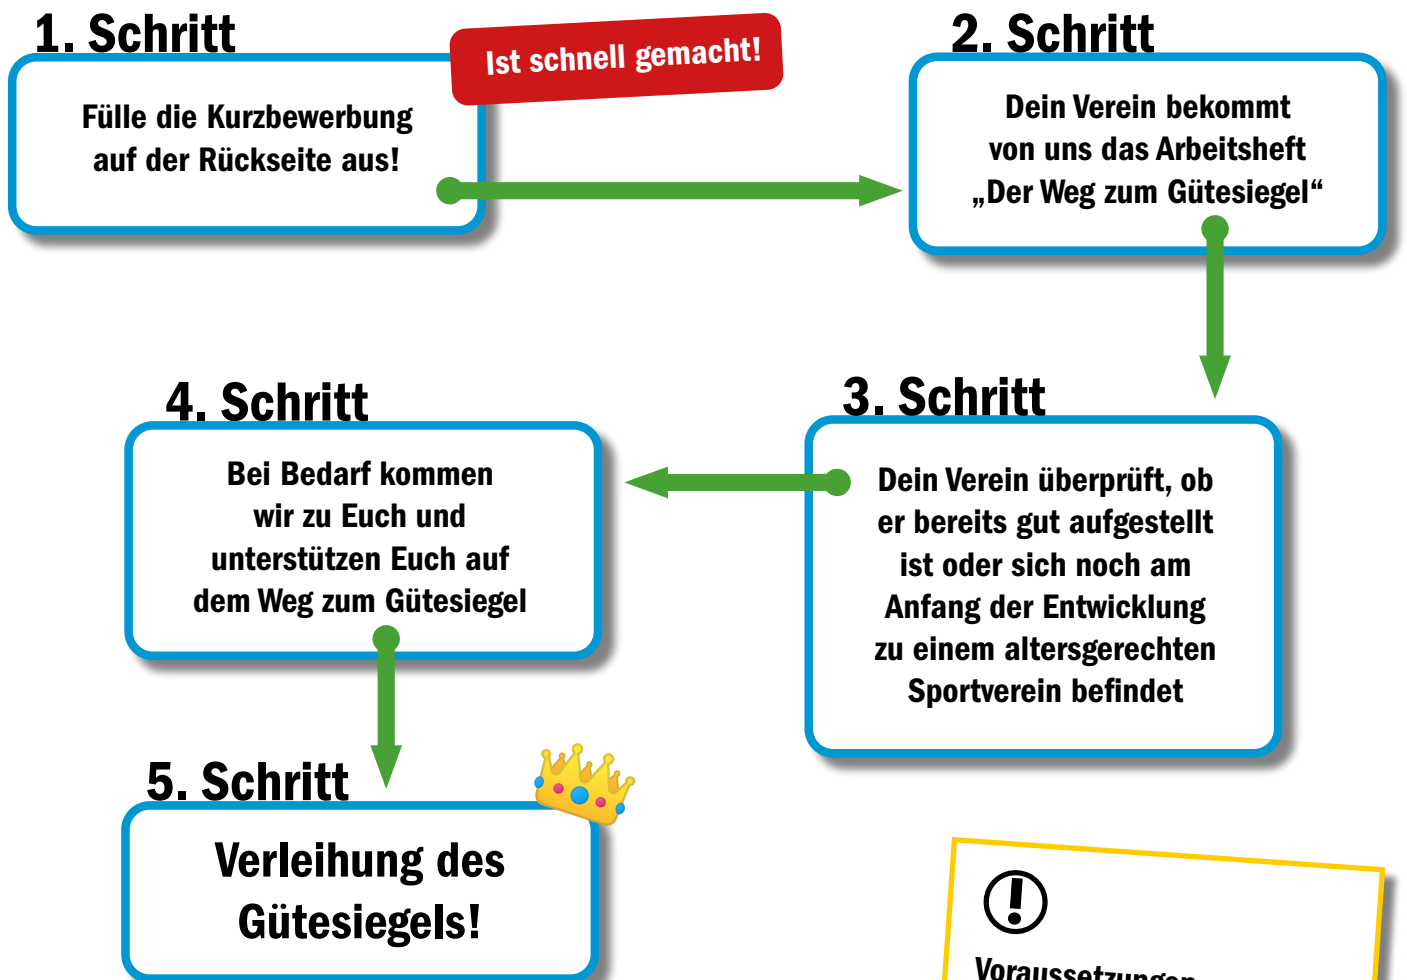 1. Schritt
Ist schnell gemacht!
Fülle die Kurzbewerbung
auf der Rückseite aus!
2. Schritt
Dein Verein bekommt
von uns das Arbeitsheft
„Der Weg zum Gütesiegel“
3. Schritt
Dein Verein überprüft, ob
er bereits gut aufgestellt
ist oder sich noch am
Anfang der Entwicklung
zu einem altersgerechten
Sportverein befindet
4. Schritt
Bei Bedarf kommen
wir zu Euch und
unterstützen Euch auf
dem Weg zum Gütesiegel
5. Schritt
Verleihung des
Gütesiegels!
Voraussetzungen